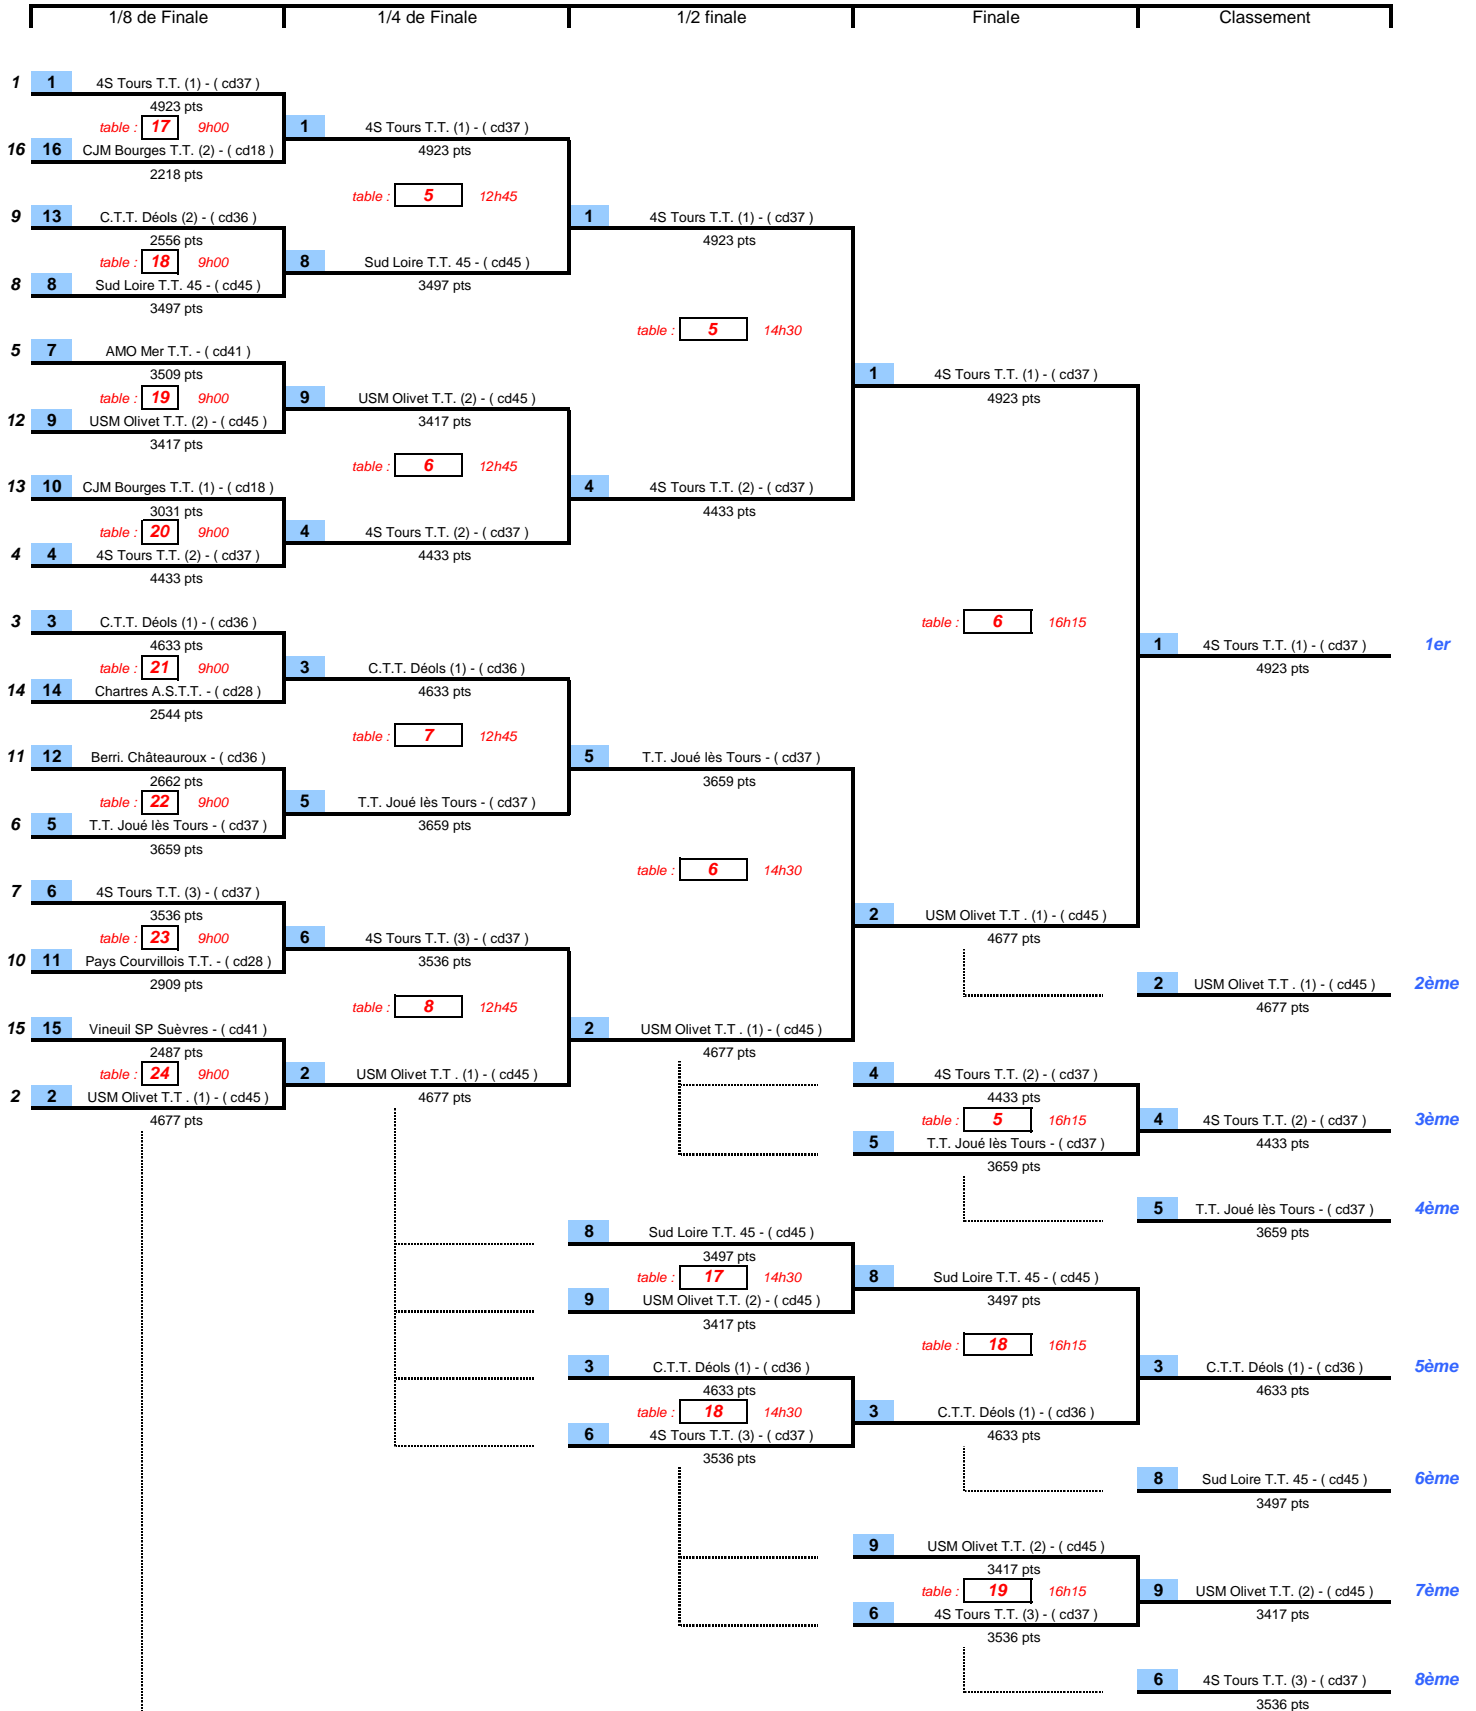 1/8 de Finale 1/4 de Finale 1/2 finale Finale Classement
1 1 4S Tours T.T. (1) - ( cd37 )
4923 pts
table : 17 9h00
1 4S Tours T.T. (1) - ( cd37 )
16 16 CJM Bourges T.T. (2) - ( cd18 )
4923 pts
2218 pts
table : 5 12h45
9 13 C.T.T. Déols (2) - ( cd36 )
1 4S Tours T.T. (1) - ( cd37 )
2556 pts
4923 pts
table : 18 9h00
8 Sud Loire T.T. 45 - ( cd45 )
8 8 Sud Loire T.T. 45 - ( cd45 )
3497 pts
3497 pts
table : 5 14h30
5 7 AMO Mer T.T. - ( cd41 )
3509 pts
1 4S Tours T.T. (1) - ( cd37 )
table : 19 9h00
9 USM Olivet T.T. (2) - ( cd45 )
4923 pts
12 9 USM Olivet T.T. (2) - ( cd45 )
3417 pts
3417 pts
table : 6 12h45
13 10 CJM Bourges T.T. (1) - ( cd18 )
4 4S Tours T.T. (2) - ( cd37 )
3031 pts
4433 pts
table : 20 9h00
4 4S Tours T.T. (2) - ( cd37 )
4 4 4S Tours T.T. (2) - ( cd37 )
4433 pts
4433 pts
3 3 C.T.T. Déols (1) - ( cd36 )
table : 6 16h15
4633 pts
1 4S Tours T.T. (1) - ( cd37 ) 1er
table : 21 9h00
3 C.T.T. Déols (1) - ( cd36 )
4923 pts
14 14 Chartres A.S.T.T. - ( cd28 )
4633 pts
2544 pts
table : 7 12h45
11 12 Berri. Châteauroux - ( cd36 )
5 T.T. Joué lès Tours - ( cd37 )
2662 pts
3659 pts
table : 22 9h00
5 T.T. Joué lès Tours - ( cd37 )
6 5 T.T. Joué lès Tours - ( cd37 )
3659 pts
3659 pts
table : 6 14h30
7 6 4S Tours T.T. (3) - ( cd37 )
3536 pts
2 USM Olivet T.T . (1) - ( cd45 )
table : 23 9h00
6 4S Tours T.T. (3) - ( cd37 )
4677 pts
10 11 Pays Courvillois T.T. - ( cd28 )
3536 pts
2909 pts
2 USM Olivet T.T . (1) - ( cd45 ) 2ème
table : 8 12h45
4677 pts
15 15 Vineuil SP Suèvres - ( cd41 )
2 USM Olivet T.T . (1) - ( cd45 )
2487 pts
4677 pts
table : 24 9h00
2 USM Olivet T.T . (1) - ( cd45 )
4 4S Tours T.T. (2) - ( cd37 )
2 2 USM Olivet T.T . (1) - ( cd45 )
4677 pts
4433 pts
4677 pts
table : 5 16h15
4 4S Tours T.T. (2) - ( cd37 ) 3ème
5 T.T. Joué lès Tours - ( cd37 )
4433 pts
3659 pts
5 T.T. Joué lès Tours - ( cd37 ) 4ème
8 Sud Loire T.T. 45 - ( cd45 )
3659 pts
3497 pts
table : 17 14h30
8 Sud Loire T.T. 45 - ( cd45 )
9 USM Olivet T.T. (2) - ( cd45 )
3497 pts
3417 pts
table : 18 16h15
3 C.T.T. Déols (1) - ( cd36 )
3 C.T.T. Déols (1) - ( cd36 ) 5ème
4633 pts
4633 pts
table : 18 14h30
3 C.T.T. Déols (1) - ( cd36 )
6 4S Tours T.T. (3) - ( cd37 )
4633 pts
3536 pts
8 Sud Loire T.T. 45 - ( cd45 ) 6ème
3497 pts
9 USM Olivet T.T. (2) - ( cd45 )
3417 pts
table : 19 16h15
9 USM Olivet T.T. (2) - ( cd45 ) 7ème
6 4S Tours T.T. (3) - ( cd37 )
3417 pts
3536 pts
6 4S Tours T.T. (3) - ( cd37 ) 8ème
3536 pts